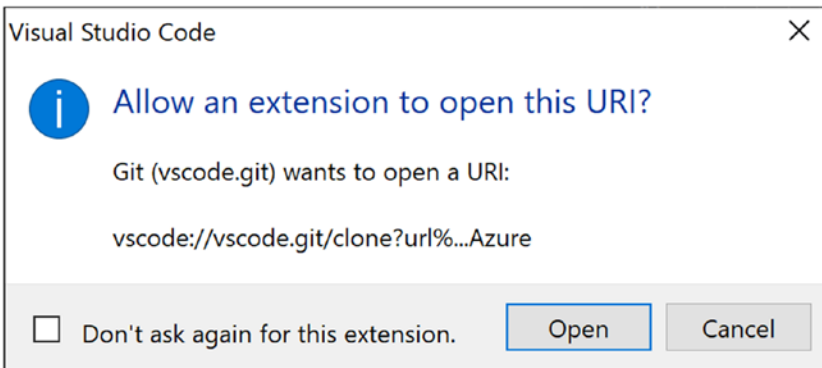 Visual Studio Code
Allow an extension to open this URI?
Git (vscode.git) wants to open a URI:
vscode://vscode.git/clone?url%...Azure
Don't ask again for this extension.
Open
Cancel